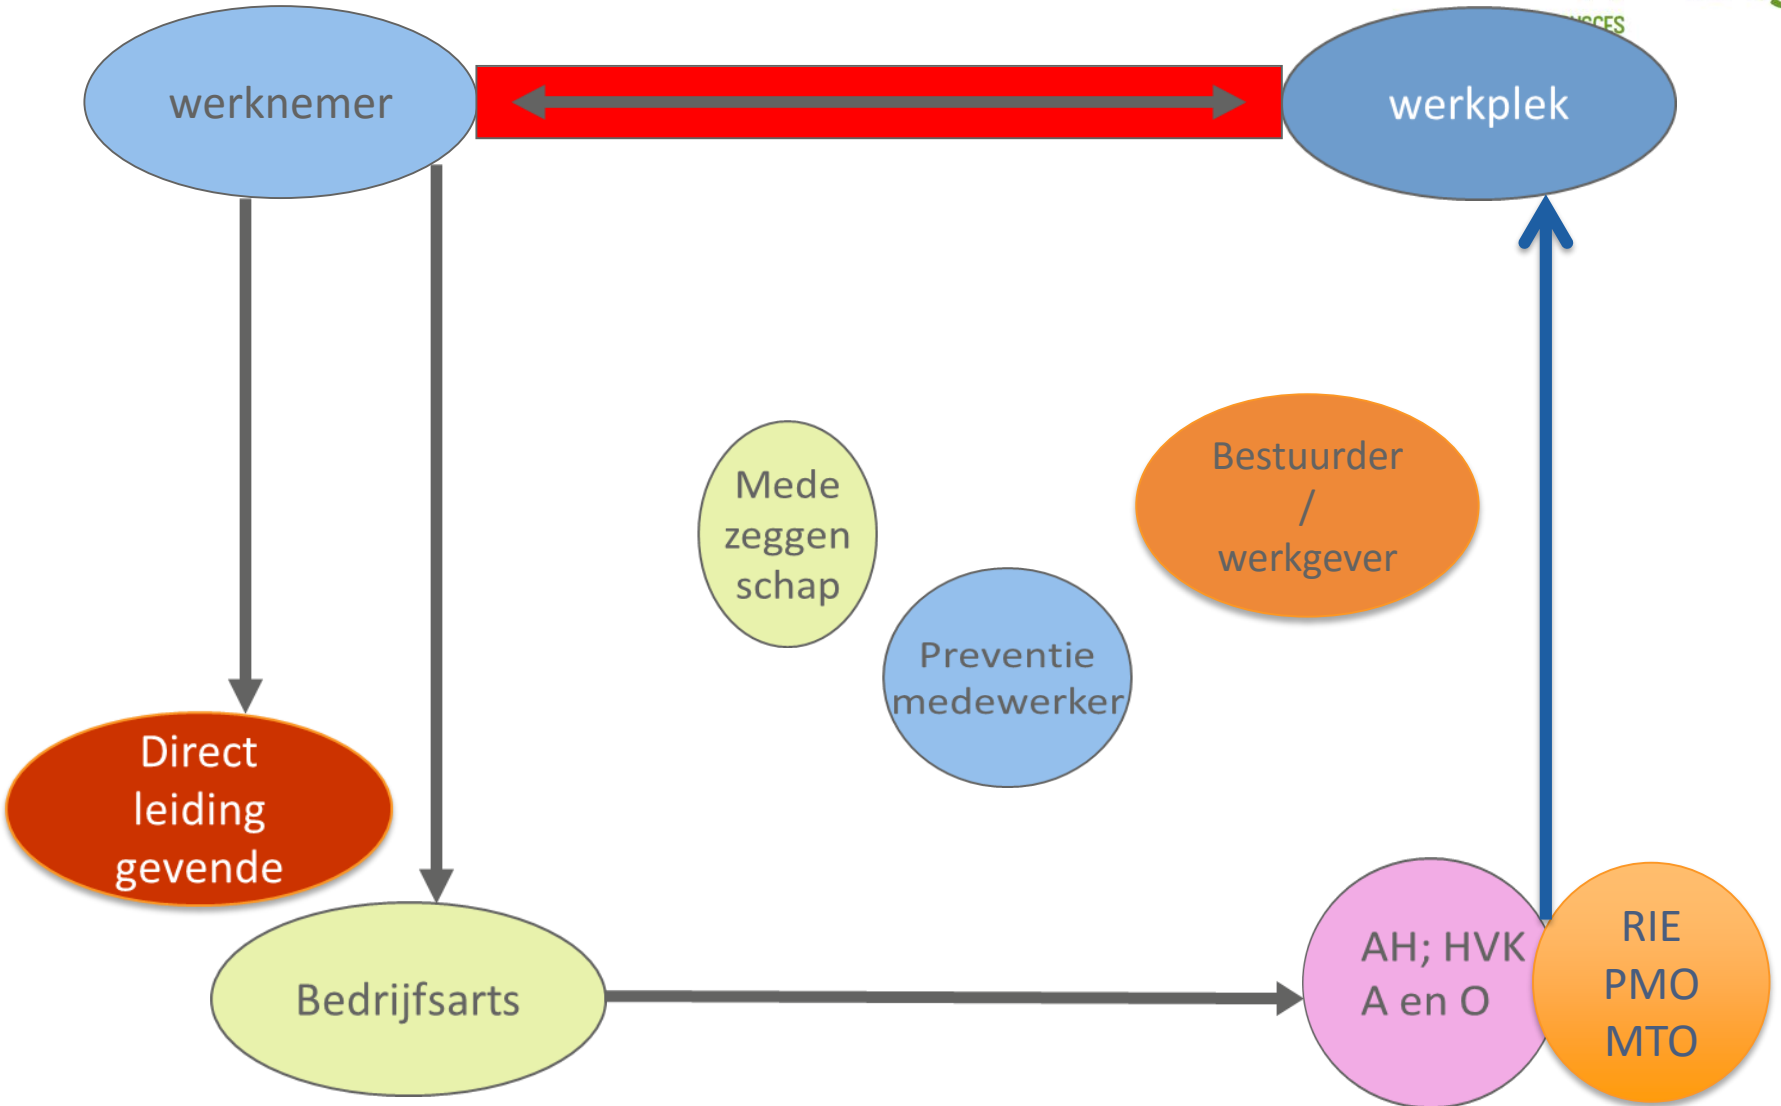 werknemer
werkplek
Mede
zeggen
schap
Bestuurder
/
werkgever
Preventie
medewerker
Direct
leiding
gevende
Bedrijfsarts
AH; HVK
A en O
RIE
PMO
MTO